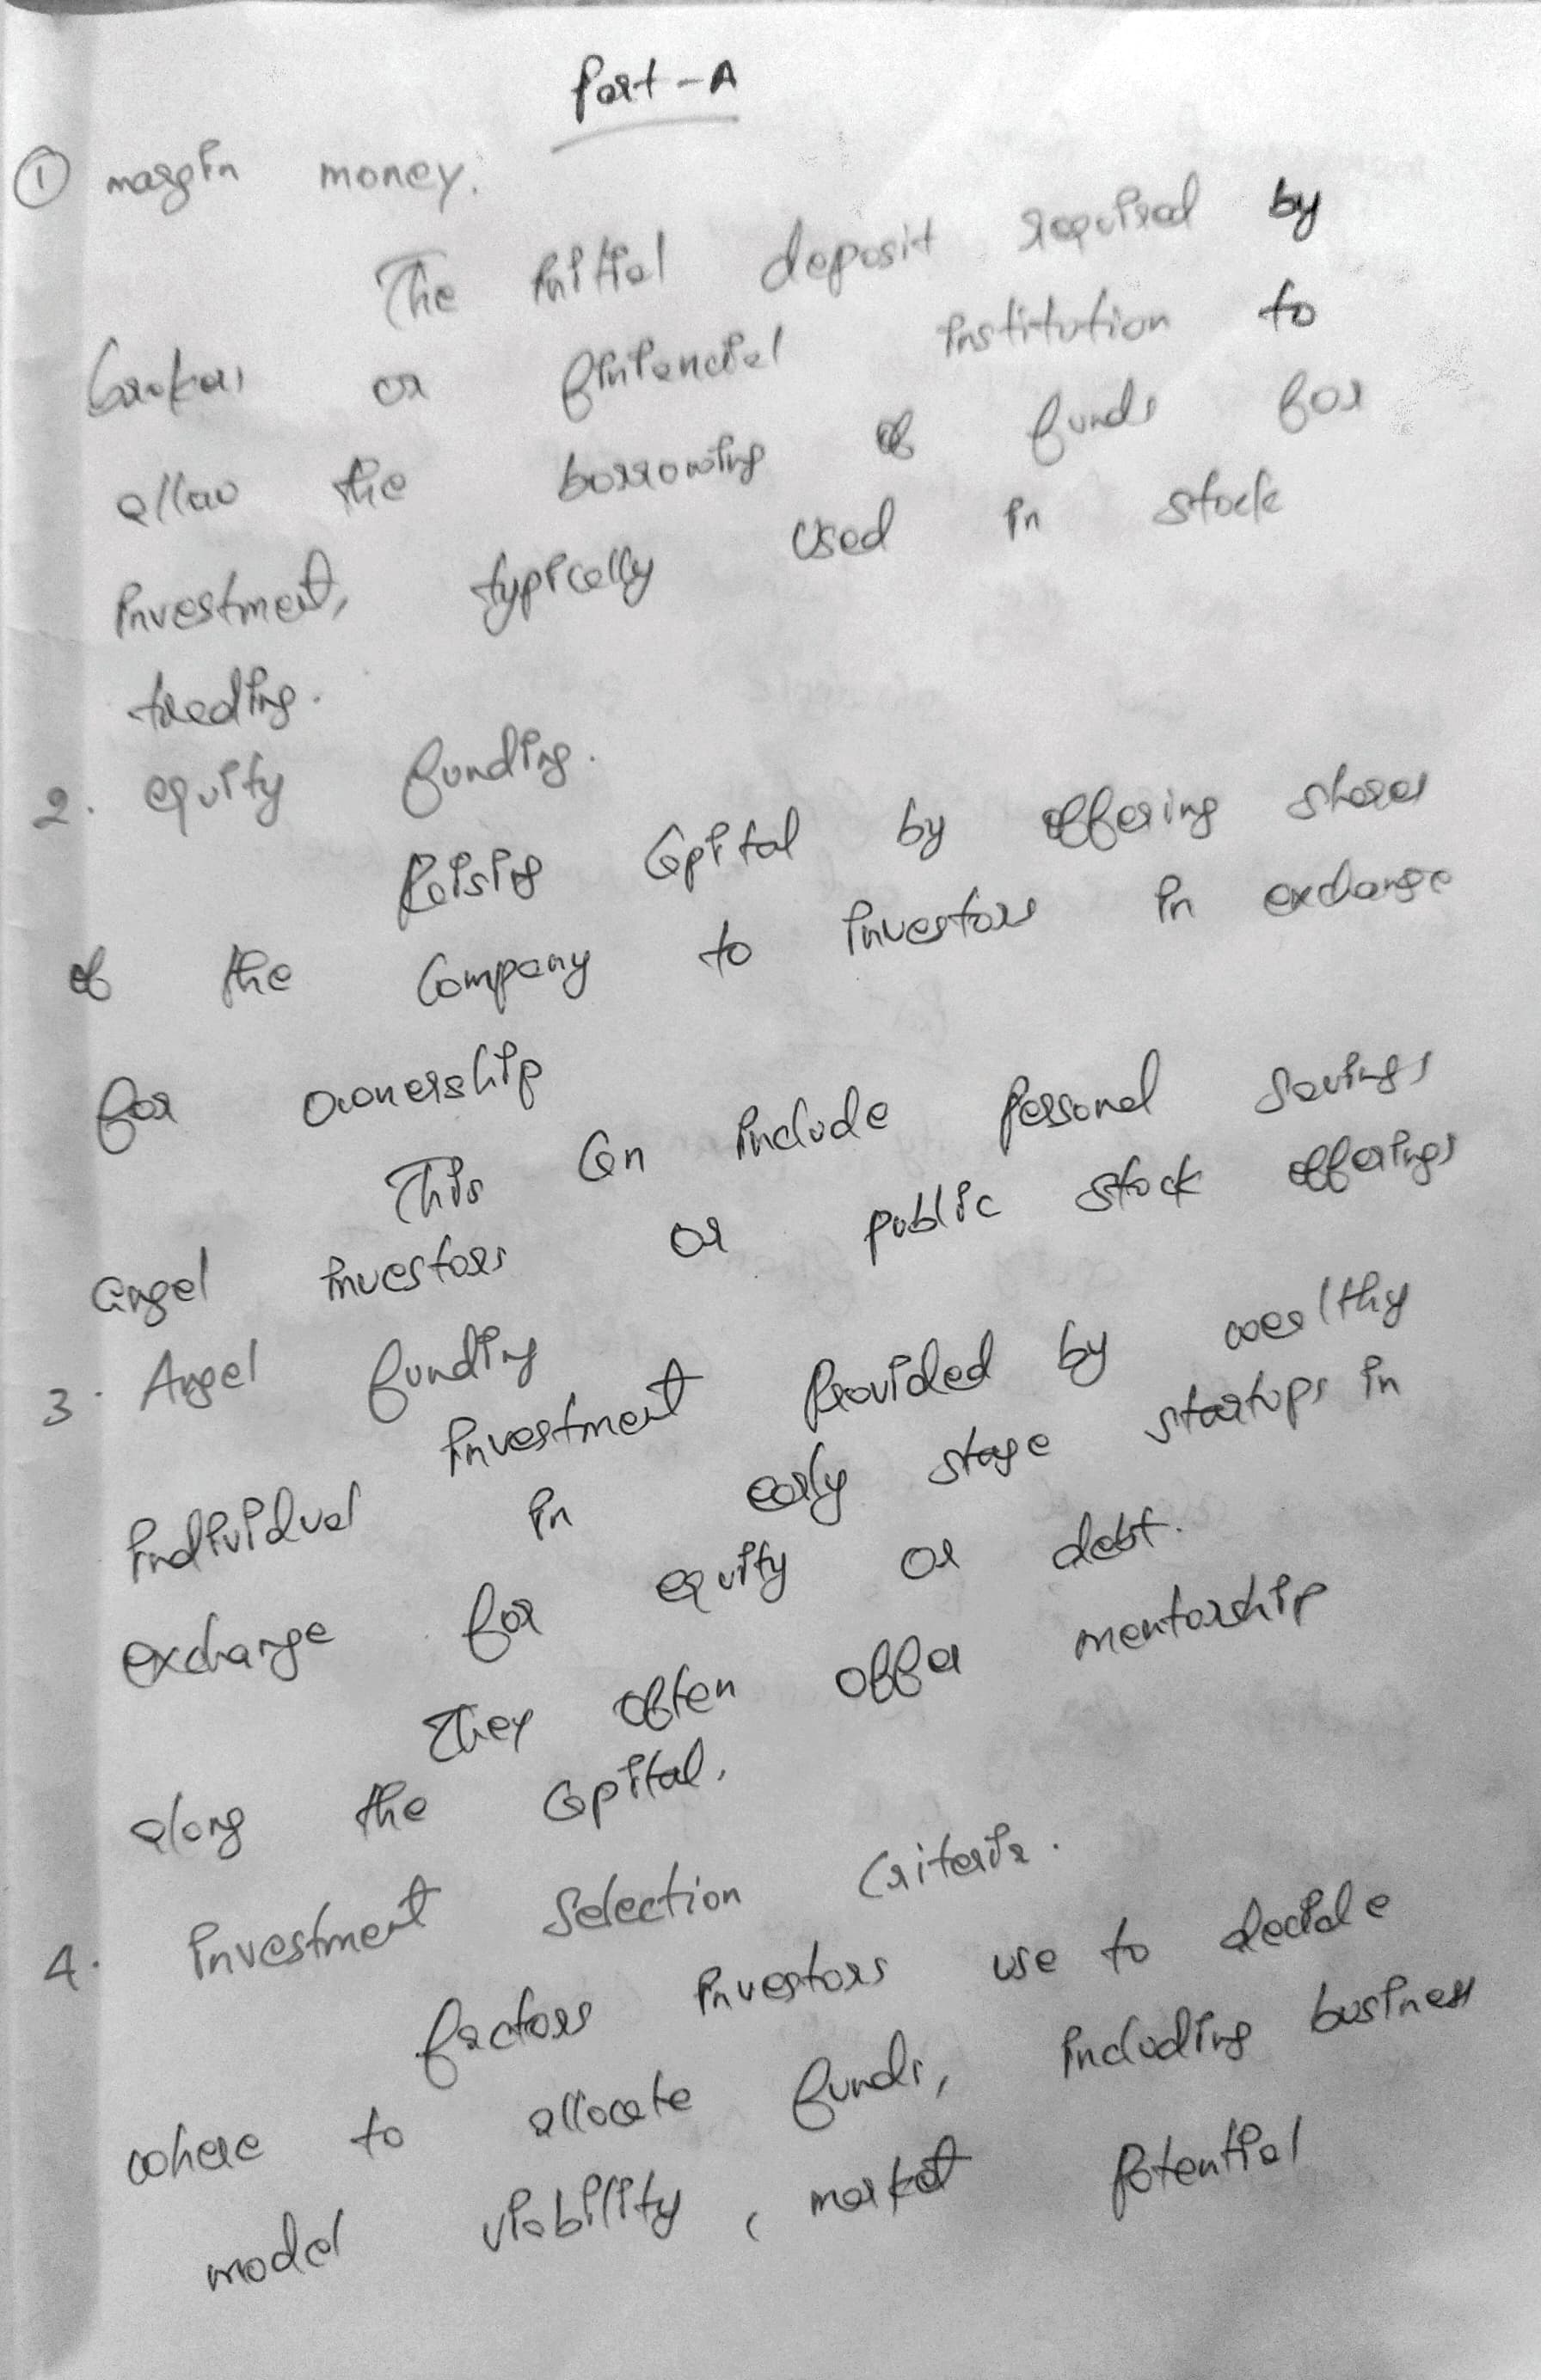 Part-A
① margin money.
The initial deposit required by
brokers or finiancial institution to
allow the borrowing of funds for
investment, typically used in stock
treading.
2. equity funding.
Raising Capital by offering shares
of the Company to investors in exchange
for ownership
This Can include personal savings
angel investors or public stock offerings
3. Angel funding
investment provided by wealthy
individual in early stage startups in
exchange for equity or debt.
They often offer mentorship
along the capital.
4. investment Selection Criteria.
factors investors use to decide
where to allocate funds, including business
model viability, market potential